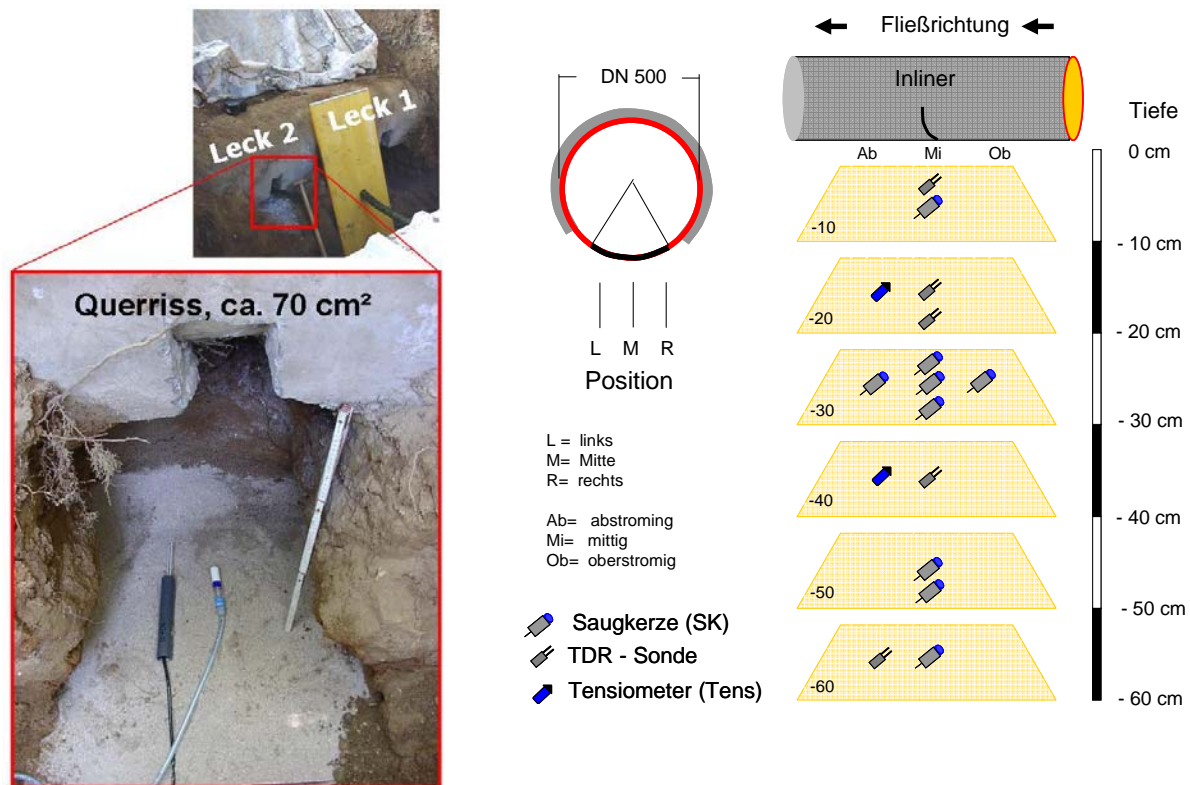 Leck 1
Leck 2
Querriss, ca. 70 cm²
DN 500
L M R
Position
L = links
M= Mitte
R= rechts
Ab= abstroming
Mi= mittig
Ob= oberstromig
Saugkerze (SK)
TDR - Sonde
Tensiometer (Tens)
Fließrichtung
Inliner
Tiefe
Ab Mi Ob
0 cm
-10
- 10 cm
-20
- 20 cm
-30
- 30 cm
-40
- 40 cm
-50
- 50 cm
-60
- 60 cm